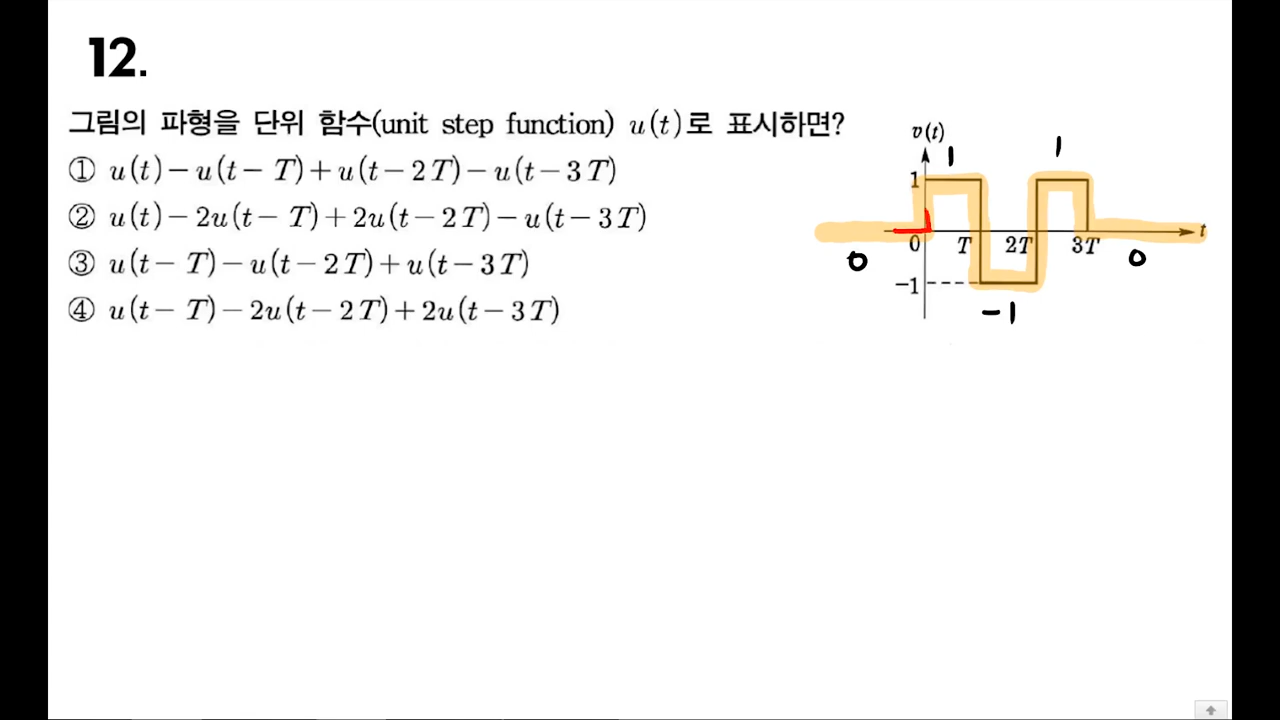 12.
그림의 파형을 단위 함수(unit step function) u(t)로 표시하면?
① u(t)-u(t-T)+u(t-2T)-u(t-3T)
② u(t)-2u(t-T)+2u(t-2T)-u(t-3T)
③ u(t-T)-u(t-2T)+u(t-3T)
④ u(t-T)-2u(t-2T)+2u(t-3T)
v(t)
1 1
1
0 T 2T 3T t
0 0
-1
-1